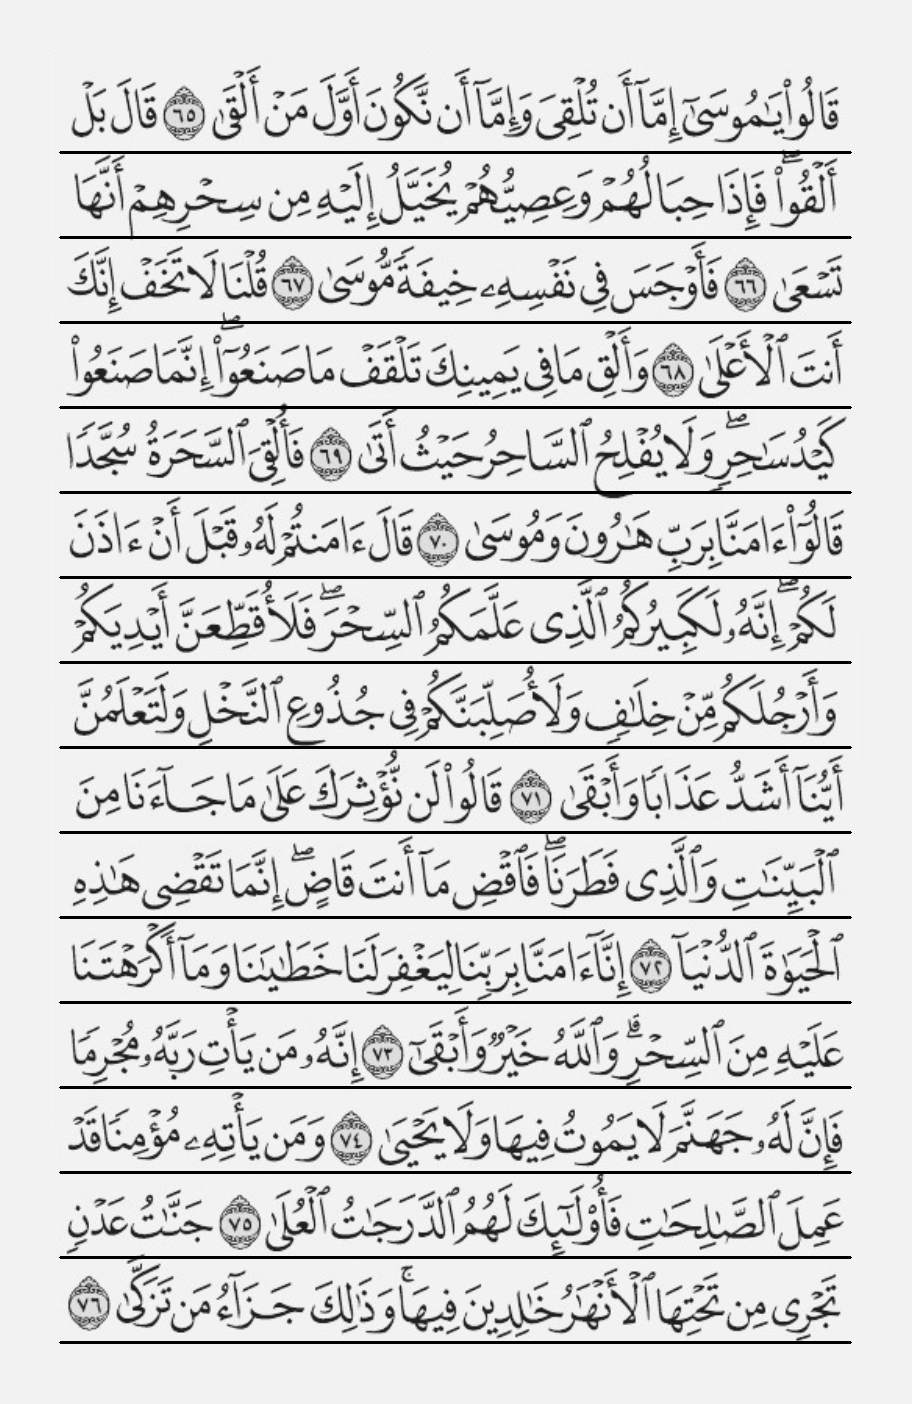 قَالُوا۟ يَـٰمُوسَىٰٓ إِمَّآ أَن تُلْقِىَ وَإِمَّآ أَن نَّكُونَ أَوَّلَ مَنْ أَلْقَىٰ ٦٥ قَالَ بَلْ
أَلْقُوا۟ ۖ فَإِذَا حِبَالُهُمْ وَعِصِيُّهُمْ يُخَيَّلُ إِلَيْهِ مِن سِحْرِهِمْ أَنَّهَا
تَسْعَىٰ ٦٦ فَأَوْجَسَ فِى نَفْسِهِۦ خِيفَةً مُّوسَىٰ ٦٧ قُلْنَا لَا تَخَفْ إِنَّكَ
أَنتَ ٱلْأَعْلَىٰ ٦٨ وَأَلْقِ مَا فِى يَمِينِكَ تَلْقَفْ مَا صَنَعُوٓا۟ ۖ إِنَّمَا صَنَعُوا۟
كَيْدُ سَـٰحِرٍ ۖ وَلَا يُفْلِحُ ٱلسَّاحِرُ حَيْثُ أَتَىٰ ٦٩ فَأُلْقِىَ ٱلسَّحَرَةُ سُجَّدًا
قَالُوٓا۟ ءَامَنَّا بِرَبِّ هَـٰرُونَ وَمُوسَىٰ ٧٠ قَالَ ءَامَنتُمْ لَهُۥ قَبْلَ أَنْ ءَاذَنَ
لَكُمْ ۖ إِنَّهُۥ لَكَبِيرُكُمُ ٱلَّذِى عَلَّمَكُمُ ٱلسِّحْرَ ۖ فَلَأُقَطِّعَنَّ أَيْدِيَكُمْ
وَأَرْجُلَكُم مِّنْ خِلَـٰفٍ وَلَأُصَلِّبَنَّكُمْ فِى جُذُوعِ ٱلنَّخْلِ وَلَتَعْلَمُنَّ
أَيُّنَآ أَشَدُّ عَذَابًا وَأَبْقَىٰ ٧١ قَالُوا۟ لَن نُّؤْثِرَكَ عَلَىٰ مَا جَآءَنَا مِنَ
ٱلْبَيِّنَـٰتِ وَٱلَّذِى فَطَرَنَا ۖ فَٱقْضِ مَآ أَنتَ قَاضٍ ۖ إِنَّمَا تَقْضِى هَـٰذِهِ
ٱلْحَيَوٰةَ ٱلدُّنْيَآ ٧٢ إِنَّآ ءَامَنَّا بِرَبِّنَا لِيَغْفِرَ لَنَا خَطَـٰيَـٰنَا وَمَآ أَكْرَهْتَنَا
عَلَيْهِ مِنَ ٱلسِّحْرِ ۗ وَٱللَّهُ خَيْرٌ وَأَبْقَىٰٓ ٧٣ إِنَّهُۥ مَن يَأْتِ رَبَّهُۥ مُجْرِمًا
فَإِنَّ لَهُۥ جَهَنَّمَ لَا يَمُوتُ فِيهَا وَلَا يَحْيَىٰ ٧٤ وَمَن يَأْتِهِۦ مُؤْمِنًا قَدْ
عَمِلَ ٱلصَّـٰلِحَـٰتِ فَأُو۟لَـٰٓئِكَ لَهُمُ ٱلدَّرَجَـٰتُ ٱلْعُلَىٰ ٧٥ جَنَّـٰتُ عَدْنٍ
تَجْرِى مِن تَحْتِهَا ٱلْأَنْهَـٰرُ خَـٰلِدِينَ فِيهَا ۚ وَذَٰلِكَ جَزَآءُ مَن تَزَكَّىٰ ٧٦